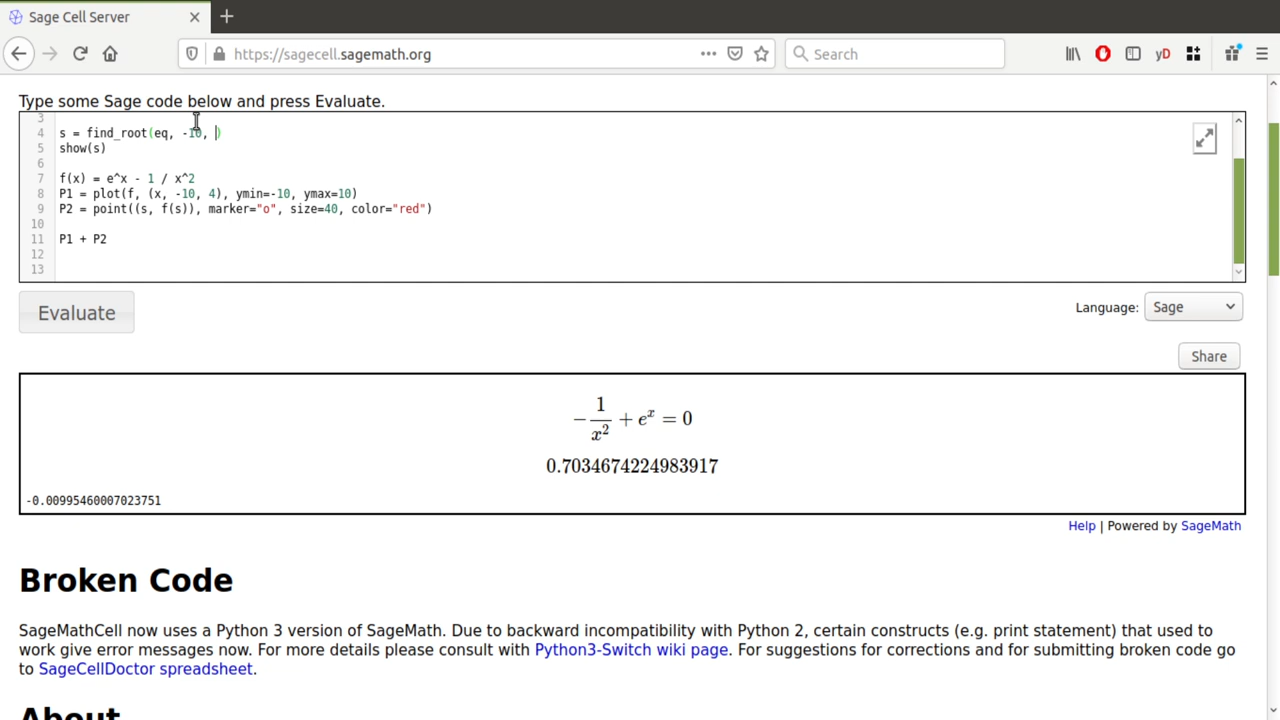 Sage Cell Server
https://sagecell.sagemath.org
Search
yD
Type some Sage code below and press Evaluate.
3
4 s = find_root(eq, -10, )
5 show(s)
6
7 f(x) = e^x - 1 / x^2
8 P1 = plot(f, (x, -10, 4), ymin=-10, ymax=10)
9 P2 = point((s, f(s)), marker="o", size=40, color="red")
10
11 P1 + P2
12
13
Evaluate
Language: Sage
Share
-1/x² + eˣ = 0
0.7034674224983917
-0.00995460007023751
Help | Powered by SageMath
Broken Code
SageMathCell now uses a Python 3 version of SageMath. Due to backward incompatibility with Python 2, certain constructs (e.g. print statement) that used to
work give error messages now. For more details please consult with Python3-Switch wiki page. For suggestions for corrections and for submitting broken code go
to SageCellDoctor spreadsheet.
About